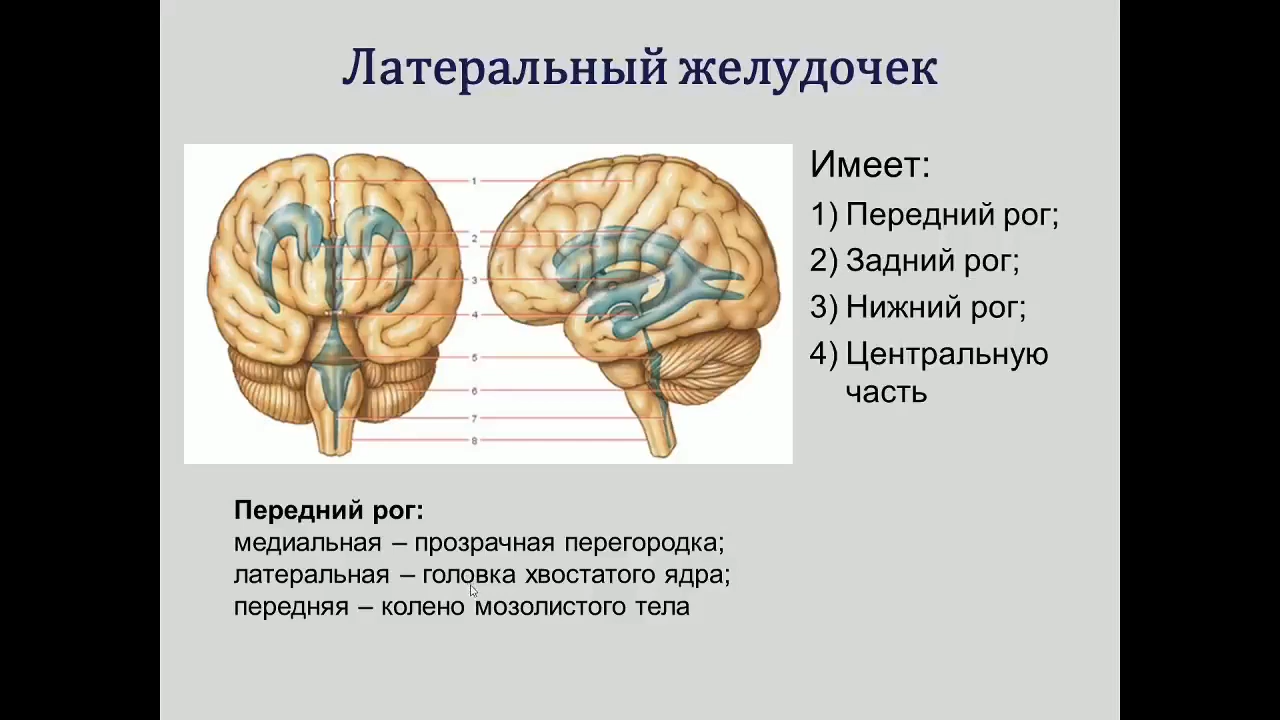 Латеральный желудочек
1
2
3
4
5
6
7
8
Имеет:
1) Передний рог;
2) Задний рог;
3) Нижний рог;
4) Центральную
часть
Передний рог:
медиальная – прозрачная перегородка;
латеральная – головка хвостатого ядра;
передняя – колено мозолистого тела